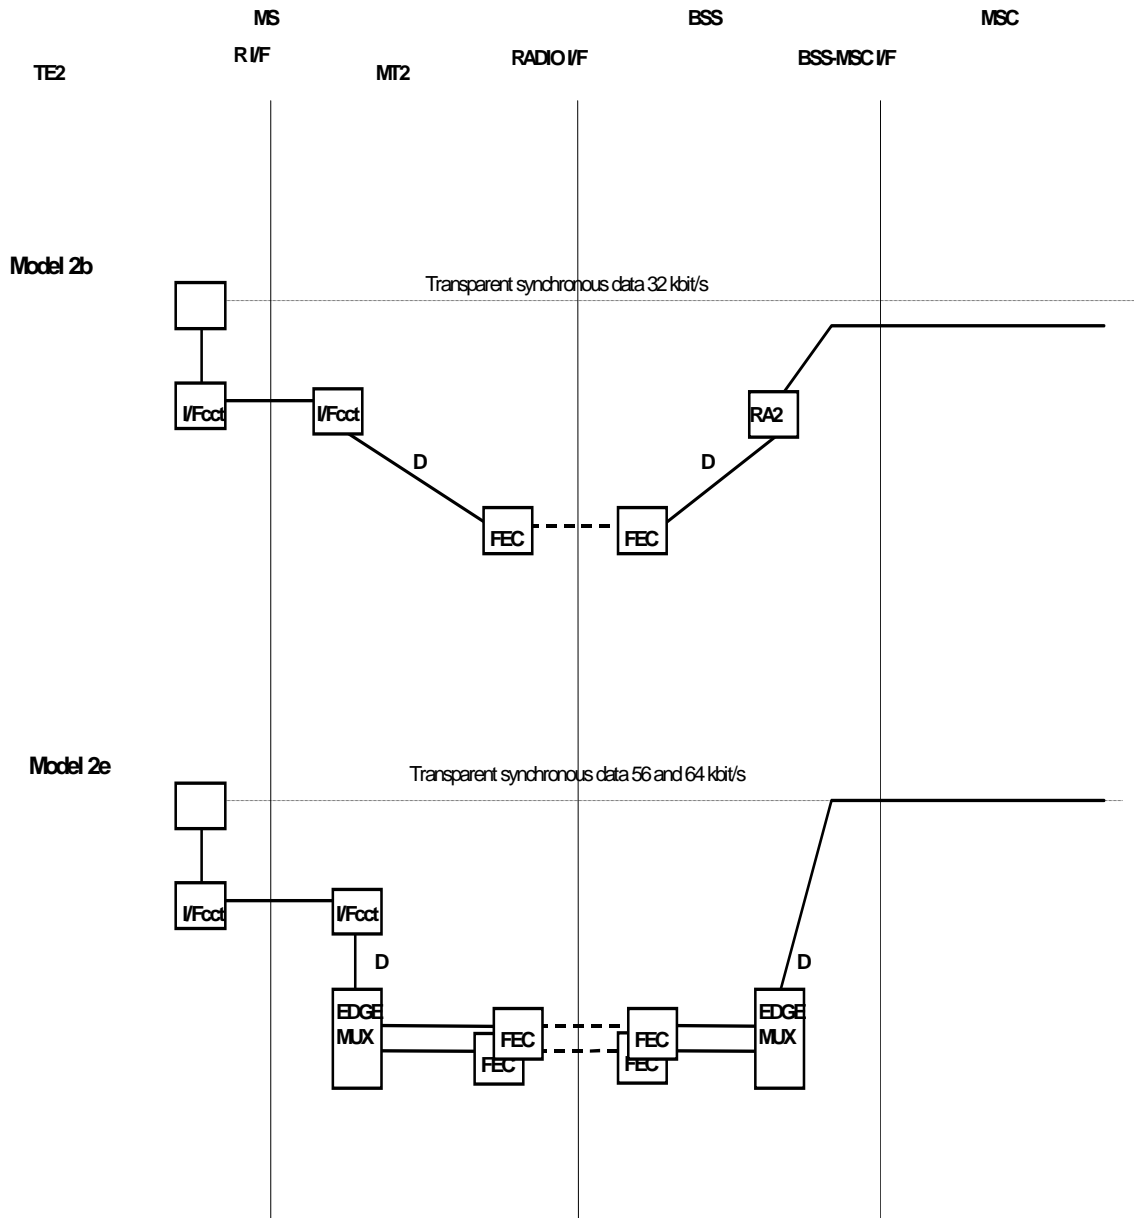 MS
BSS
MSC
R I/F
RADIO I/F
BSS-MSC I/F
TE2
MT2
Model 2b
Transparent synchronous data 32 kbit/s
I/Fcct
I/Fcct
RA2
D
D
FEC
FEC
Model 2e
Transparent synchronous data 56 and 64 kbit/s
I/Fcct
I/Fcct
D
D
EDGE
MUX
EDGE
MUX
FEC
FEC
FEC
FEC